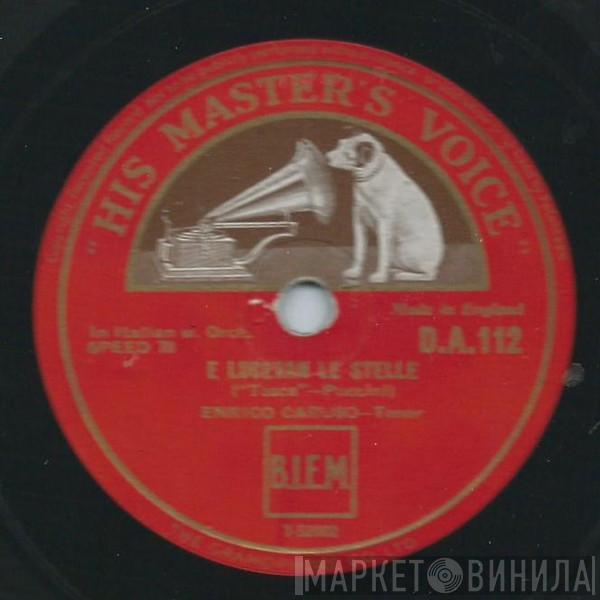 "HIS MASTER'S VOICE"
Made in England
In Italian w. Orch.
SPEED 78
D.A.112
E LUCEVAN LE STELLE
("Tosca"—Puccini)
ENRICO CARUSO—Tenor
B.I.E.M.
МАРКЕТ ВИНИЛА